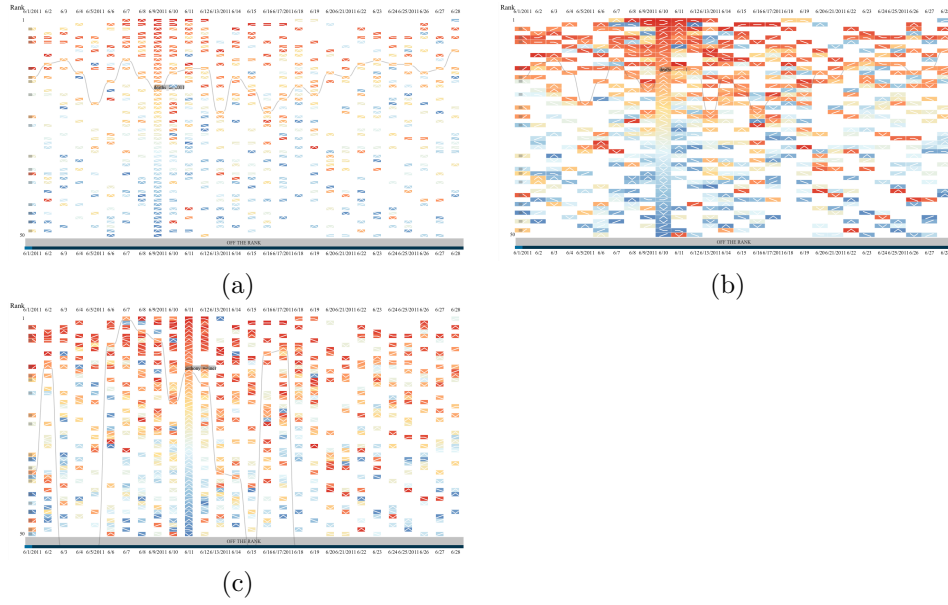 Rank
6/1/2011 6/2 6/3 6/4 6/5/2011 6/6 6/7 6/8 6/9/2011 6/10 6/11 6/12 6/13/2011 6/14 6/15 6/16 6/17/2011 6/18 6/19 6/20 6/21/2011 6/22 6/23 6/24 6/25/2011 6/26 6/27 6/28
1
50
OFF THE RANK
6/1/2011 6/2 6/3 6/4 6/5/2011 6/6 6/7 6/8 6/9/2011 6/10 6/11 6/12 6/13/2011 6/14 6/15 6/16 6/17/2011 6/18 6/19 6/20 6/21/2011 6/22 6/23 6/24 6/25/2011 6/26 6/27 6/28
(a)
Rank
6/1/2011 6/2 6/3 6/4 6/5/2011 6/6 6/7 6/8 6/9/2011 6/10 6/11 6/12 6/13/2011 6/14 6/15 6/16 6/17/2011 6/18 6/19 6/20 6/21/2011 6/22 6/23 6/24 6/25/2011 6/26 6/27
1
OFF THE RANK
6/1/2011 6/2 6/3 6/4 6/5/2011 6/6 6/7 6/8 6/9/2011 6/10 6/11 6/12 6/13/2011 6/14 6/15 6/16 6/17/2011 6/18 6/19 6/20 6/21/2011 6/22 6/23 6/24 6/25/2011 6/26 6/27
(b)
Rank
6/1/2011 6/2 6/3 6/4 6/5/2011 6/6 6/7 6/8 6/9/2011 6/10 6/11 6/12 6/13/2011 6/14 6/15 6/16 6/17/2011 6/18 6/19 6/20 6/21/2011 6/22 6/23 6/24 6/25/2011 6/26 6/27 6/28
1
50
OFF THE RANK
6/1/2011 6/2 6/3 6/4 6/5/2011 6/6 6/7 6/8 6/9/2011 6/10 6/11 6/12 6/13/2011 6/14 6/15 6/16 6/17/2011 6/18 6/19 6/20 6/21/2011 6/22 6/23 6/24 6/25/2011 6/26 6/27 6/28
(c)